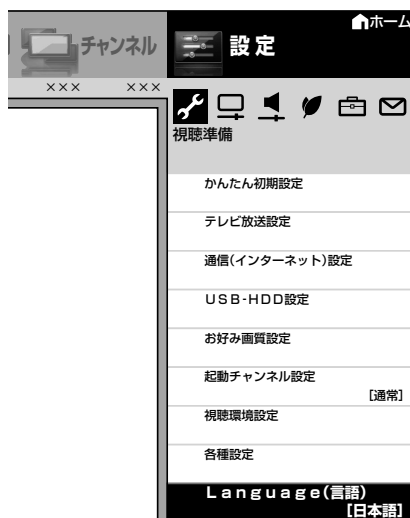 チャンネル
設定
ホーム
××× ×××
視聴準備
かんたん初期設定
テレビ放送設定
通信(インターネット)設定
USB-HDD設定
お好み画質設定
起動チャンネル設定
[通常]
視聴環境設定
各種設定
Language(言語)
[日本語]